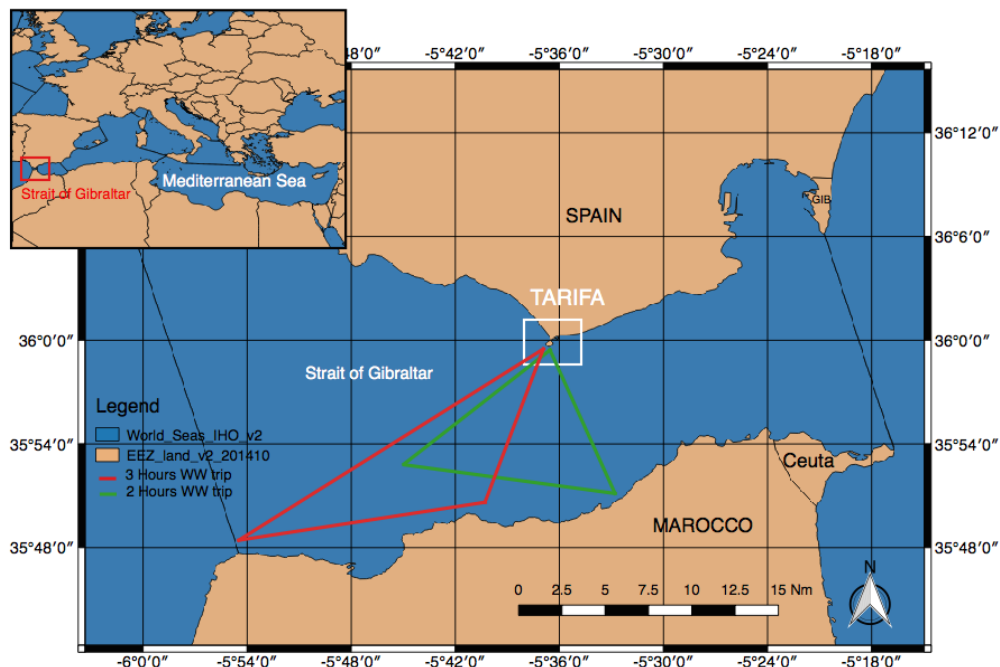 -5°48'0" -5°42'0" -5°36'0" -5°30'0" -5°24'0" -5°18'0"
Mediterranean Sea
Strait of Gibraltar
36°12'0"
GIB
SPAIN
36°6'0"
TARIFA
36°0'0" 36°0'0"
Strait of Gibraltar
Legend
World_Seas_IHO_v2
EEZ_land_v2_201410
3 Hours WW trip
2 Hours WW trip
35°54'0" 35°54'0"
Ceuta
MAROCCO
35°48'0" 35°48'0"
N
0 2.5 5 7.5 10 12.5 15 Nm
-6°0'0" -5°54'0" -5°48'0" -5°42'0" -5°36'0" -5°30'0" -5°24'0" -5°18'0"